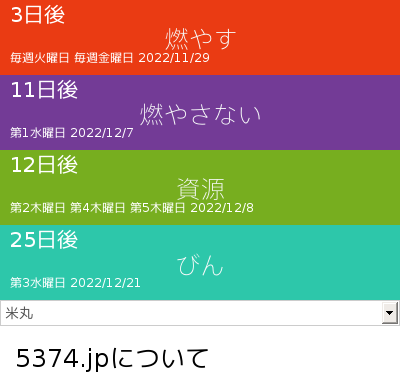 3日後
燃やす
毎週火曜日 毎週金曜日 2022/11/29
11日後
燃やさない
第1水曜日 2022/12/7
12日後
資源
第2木曜日 第4木曜日 第5木曜日 2022/12/8
25日後
びん
第3水曜日 2022/12/21
米丸
5374.jpについて